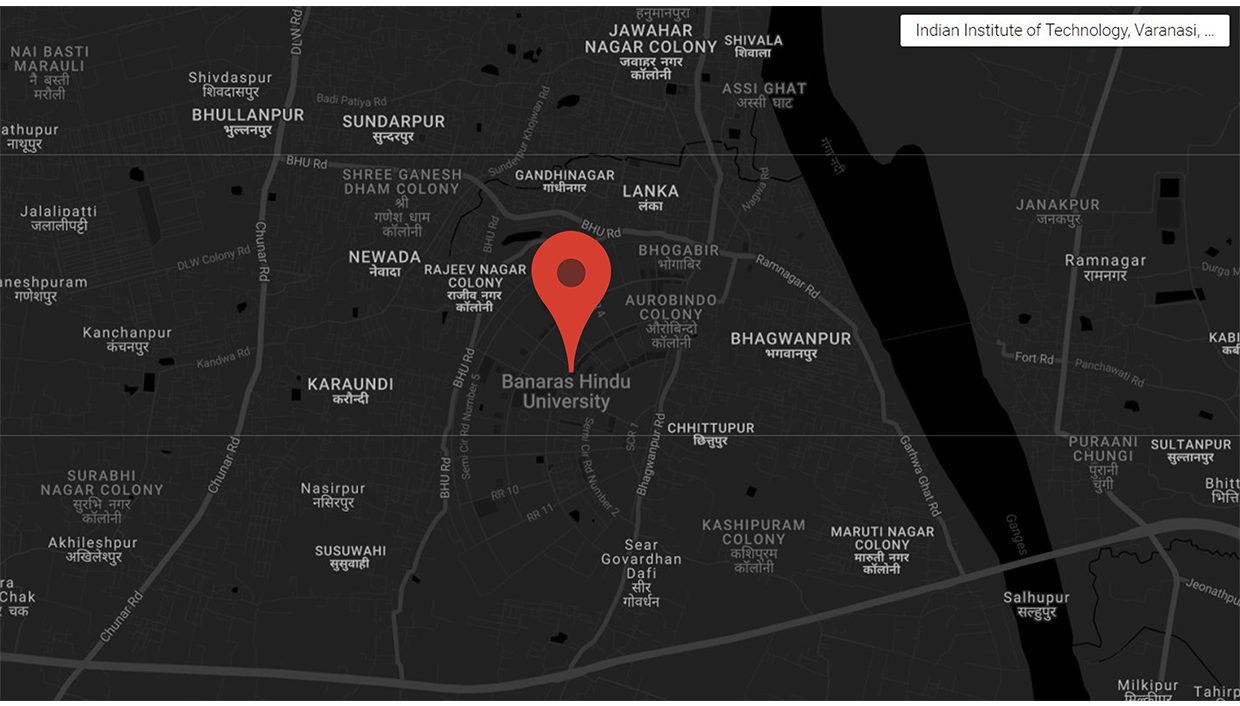 Indian Institute of Technology, Varanasi, ...
हनुमानपुरा
JAWAHAR
NAGAR COLONY
जवाहर नगर
कॉलोनी
SHIVALA
शिवाला
DLW Rd
NAI BASTI
MARAULI
नै बस्ती
मरौली
Shivdaspur
शिवदासपुर
ASSI GHAT
अस्सी घाट
Badi Patiya Rd
BHULLANPUR
भुल्लनपुर
SUNDARPUR
सुन्दरपुर
Sunderpur Khojwan Rd
athupur
नाथूपुर
गंगा नदी
BHU Rd
SHREE GANESH
DHAM COLONY
श्री
गणेश धाम
कॉलोनी
GANDHINAGAR
गांधीनगर
LANKA
लंका
Nagwa Rd
Jalalipatti
जलालीपट्टी
JANAKPUR
जनकपुर
BHU Rd
BHU Rd
Chunar Rd
DLW Colony Rd
NEWADA
नेवादा
RAJEEV NAGAR
COLONY
राजीव नगर
कॉलोनी
BHOGABIR
भोगाबिर
Ramnagar Rd
Ramnagar
रामनगर
Durga M
aneshpuram
गणेशपुर
AUROBINDO
COLONY
औरोबिन्दो
कॉलोनी
Kanchanpur
कंचनपुर
BHAGWANPUR
भगवानपुर
KABI
कबी
Kandwa Rd
BHU Rd
Fort Rd
Panchawati Rd
KARAUNDI
करौन्दी
Banaras Hindu
University
Semi Cir Rd Number 5
Semi Cir Rd Number 2
SCR 1
Bhagwanpur Rd
CHHITTUPUR
छित्तुपुर
Garhwa Ghat Rd
PURAANI
CHUNGI
पुरानी
चुंगी
SULTANPUR
सुल्तानपुर
Chunar Rd
BHU Rd
SURABHI
NAGAR COLONY
सुरभि नगर
कॉलोनी
Nasirpur
नसिरपुर
RR 10
RR 11
Bhitt
भित्ति
Akhileshpur
अखिलेशपुर
SUSUWAHI
सुसुवाही
Sear
Govardhan
Dafi
सीर
गोवर्धन
KASHIPURAM
COLONY
कशिपुरम
कॉलोनी
MARUTI NAGAR
COLONY
मारुती नगर
कॉलोनी
Ganges
ra
Chak
चक
Chunar Rd
Salhupur
सल्हुपुर
Jeonathpu
Milkipur
मिल्कीपुर
Tahirp